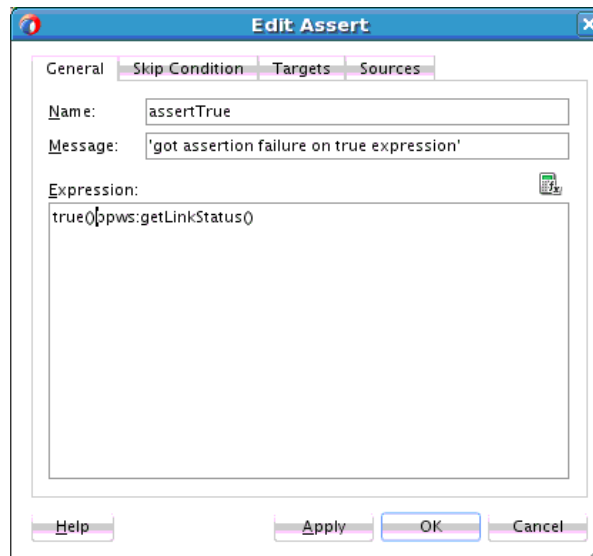 Edit Assert
General Skip Condition Targets Sources
Name: assertTrue
Message: 'got assertion failure on true expression'
Expression:
true()bpws:getLinkStatus()
Help Apply OK Cancel